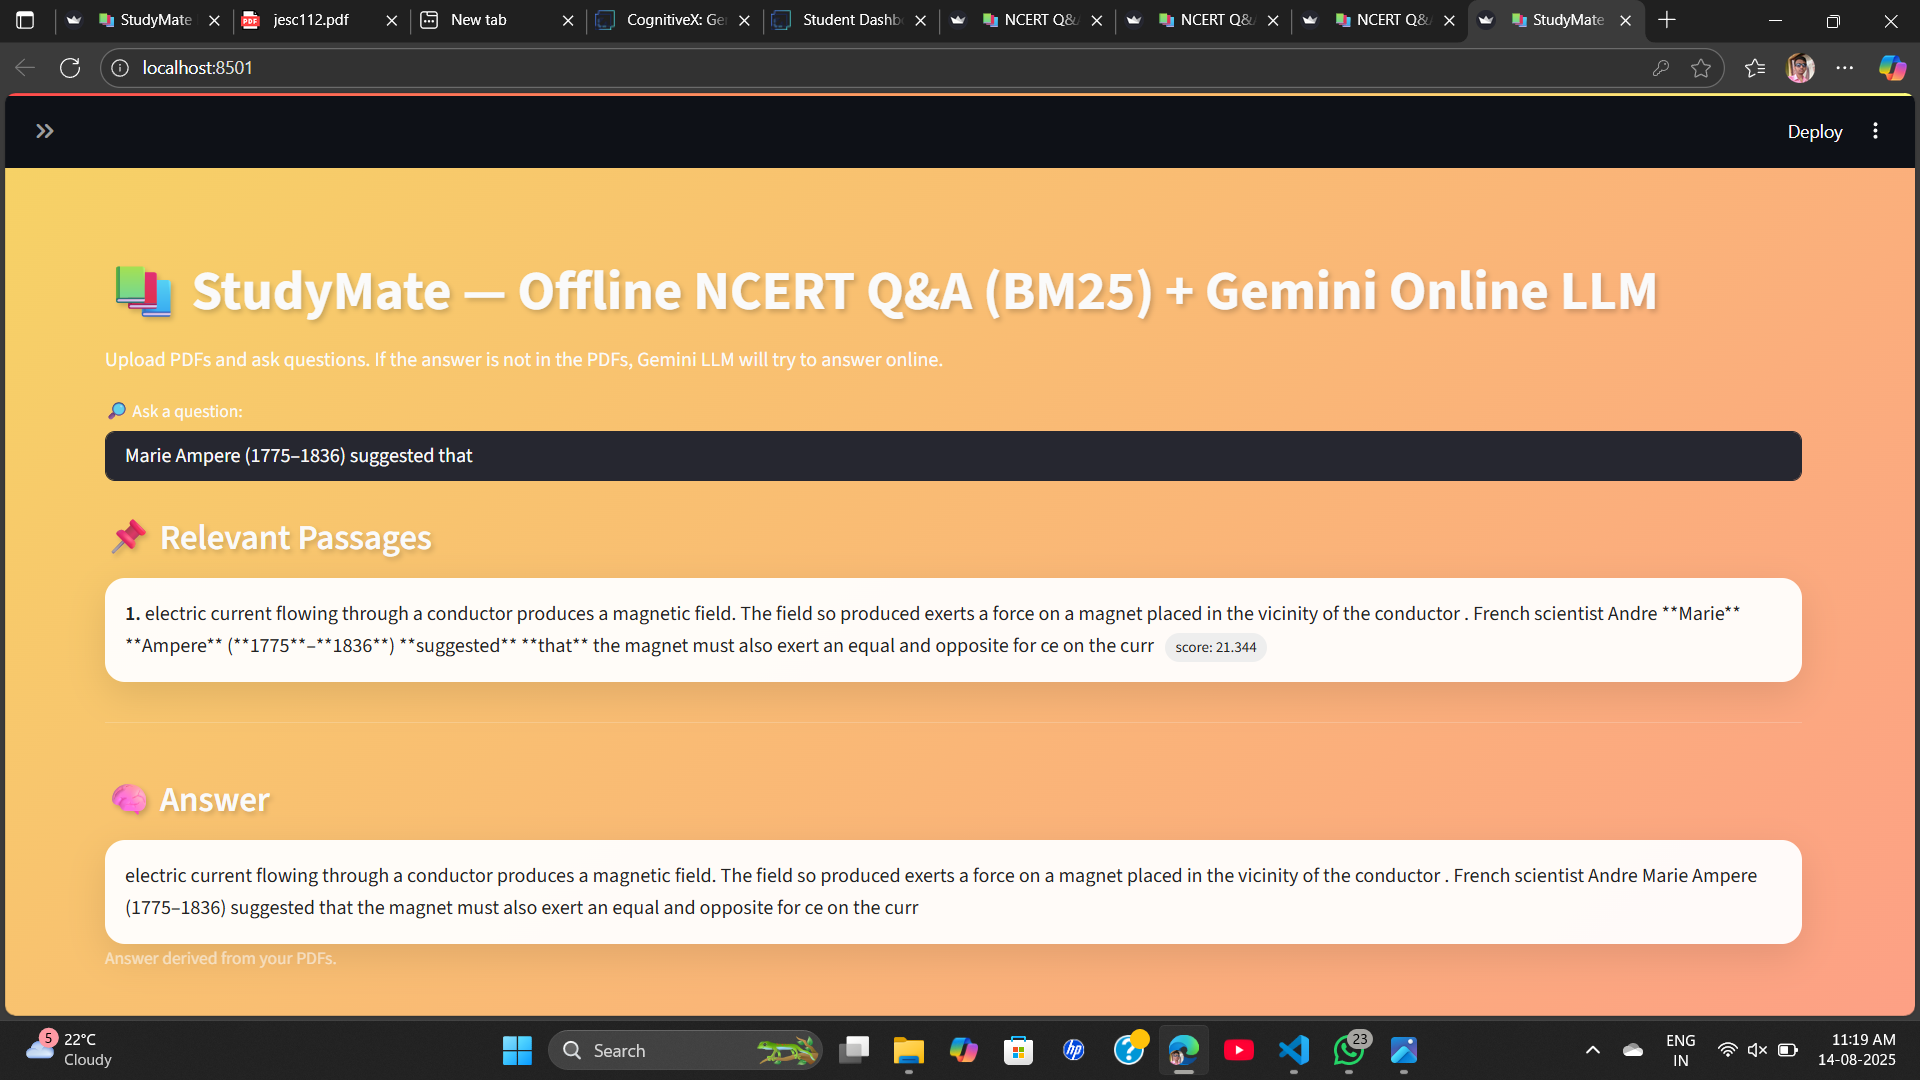 StudyMate
jesc112.pdf
New tab
CognitiveX: Ge
Student Dashb
NCERT Q&
NCERT Q&
NCERT Q&
StudyMate
localhost:8501
Deploy
StudyMate — Offline NCERT Q&A (BM25) + Gemini Online LLM
Upload PDFs and ask questions. If the answer is not in the PDFs, Gemini LLM will try to answer online.
Ask a question:
Marie Ampere (1775–1836) suggested that
Relevant Passages
1. electric current flowing through a conductor produces a magnetic field. The field so produced exerts a force on a magnet placed in the vicinity of the conductor . French scientist Andre **Marie**
**Ampere** (**1775**–**1836**) **suggested** **that** the magnet must also exert an equal and opposite for ce on the curr score: 21.344
Answer
electric current flowing through a conductor produces a magnetic field. The field so produced exerts a force on a magnet placed in the vicinity of the conductor . French scientist Andre Marie Ampere
(1775–1836) suggested that the magnet must also exert an equal and opposite for ce on the curr
Answer derived from your PDFs.
5
22°C
Cloudy
Search
hp
23
ENG
IN
11:19 AM
14-08-2025